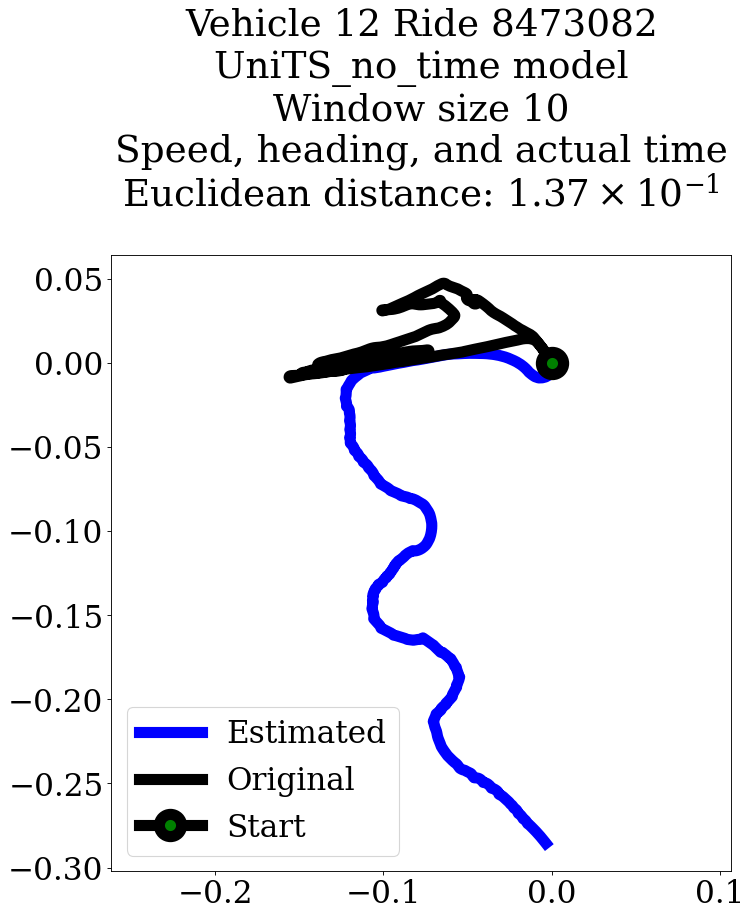 Vehicle 12 Ride 8473082
UniTS_no_time model
Window size 10
Speed, heading, and actual time
Euclidean distance: 1.37 × 10⁻¹
0.05
0.00
−0.05
−0.10
−0.15
−0.20
−0.25
−0.30
Estimated
Original
Start
−0.2
−0.1
0.0
0.1